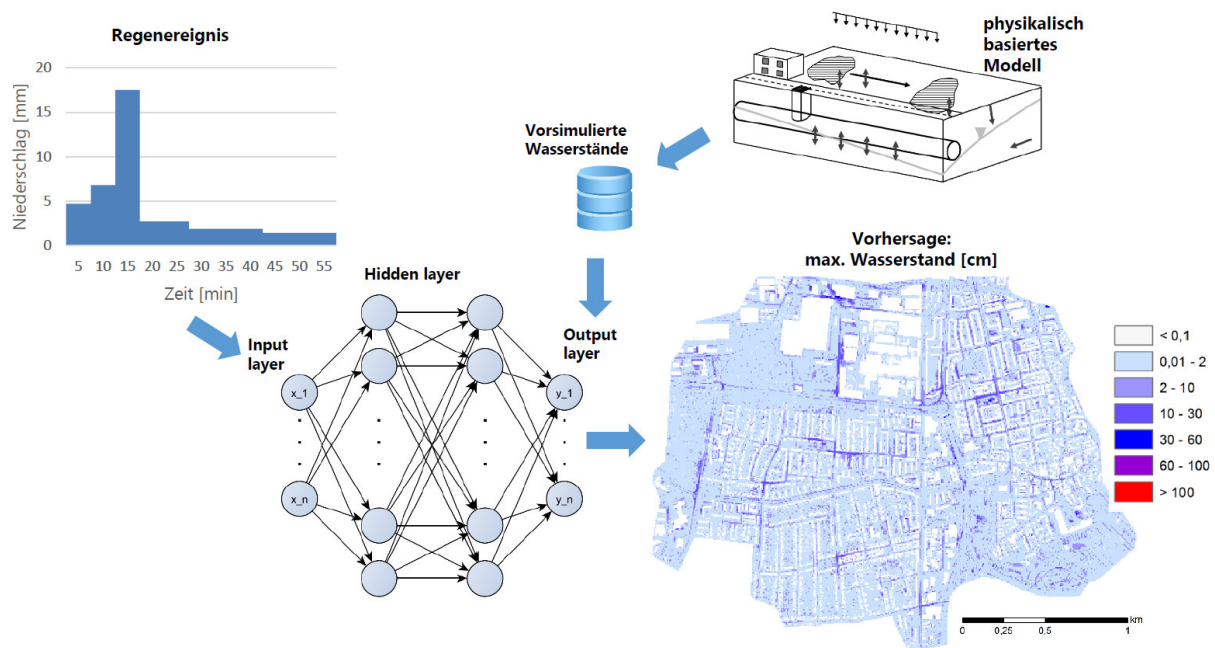 Regenereignis
Niederschlag [mm]
20
15
10
5
0
5 10 15 20 25 30 35 40 45 50 55
Zeit [min]
physikalisch
basiertes
Modell
Vorsimulierte
Wasserstände
Hidden layer
Input
layer
Output
layer
x_1
x_n
y_1
y_n
Vorhersage:
max. Wasserstand [cm]
< 0,1
0,01 - 2
2 - 10
10 - 30
30 - 60
60 - 100
> 100
km
0 0,25 0,5 1